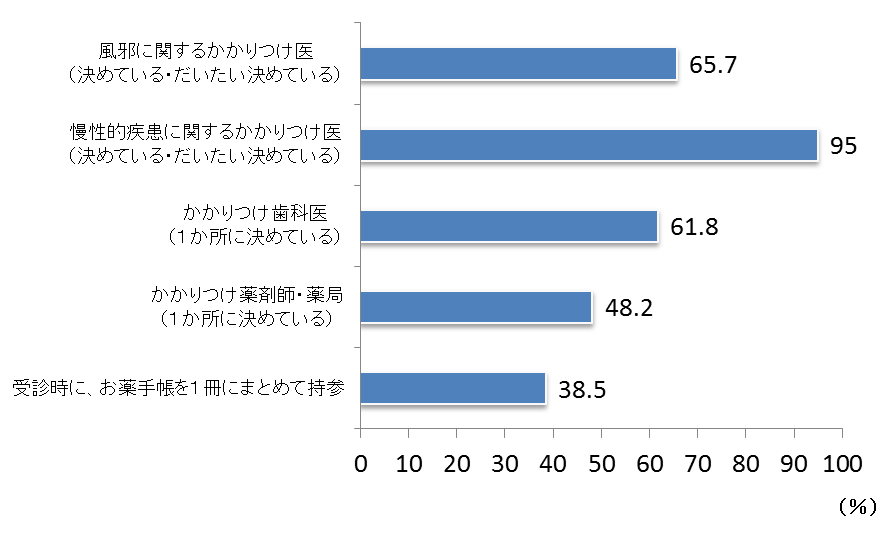 風邪に関するかかりつけ医
（決めている・だいたい決めている）
65.7
慢性的疾患に関するかかりつけ医
（決めている・だいたい決めている）
95
かかりつけ歯科医
（１か所に決めている）
61.8
かかりつけ薬剤師・薬局
（１か所に決めている）
48.2
受診時に、お薬手帳を１冊にまとめて持参
38.5
0 10 20 30 40 50 60 70 80 90 100
（％）